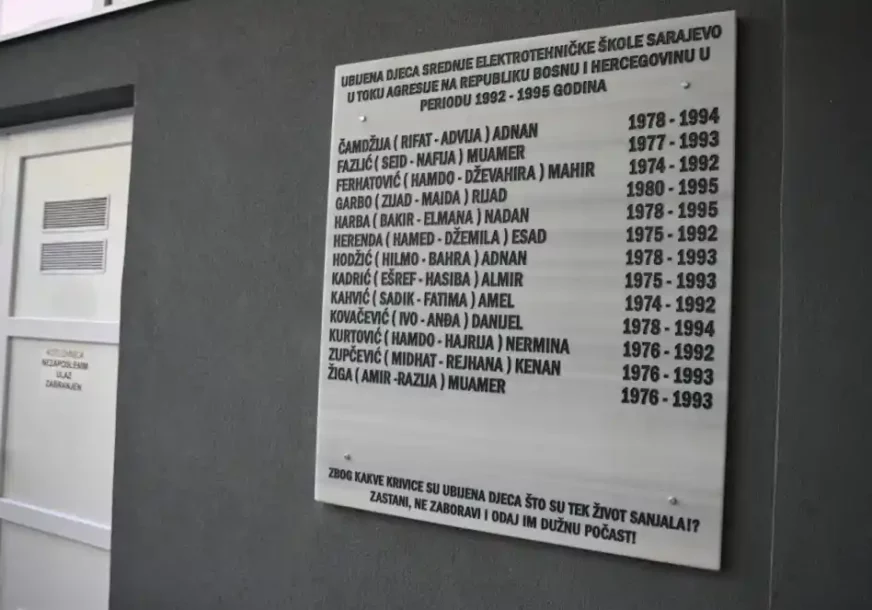 UBIJENA DJECA SREDNJE ELEKTROTEHNIČKE ŠKOLE SARAJEVO
U TOKU AGRESIJE NA REPUBLIKU BOSNU I HERCEGOVINU U
PERIODU 1992 - 1995 GODINA
ČAMDŽIJA ( RIFAT - ADVIJA ) ADNAN 1978 - 1994
FAZLIĆ ( SEID - NAFIJA ) MUAMER 1977 - 1993
FERHATOVIĆ ( HAMDO - DŽEVAHIRA ) MAHIR 1974 - 1992
GARBO ( ZIJAD - MAIDA ) RIJAD 1980 - 1995
HARBA ( BAKIR - ELMANA ) NADAN 1978 - 1995
HERENDA ( HAMED - DŽEMILA ) ESAD 1975 - 1992
HODŽIĆ ( HILMO - BAHRA ) ADNAN 1978 - 1993
KADRIĆ ( EŠREF - HASIBA ) ALMIR 1975 - 1993
KAHVIĆ ( SADIK - FATIMA ) AMEL 1974 - 1992
KOVAČEVIĆ ( IVO - ANĐA ) DANIJEL 1978 - 1994
KURTOVIĆ ( HAMDO - HAJRIJA ) NERMINA 1976 - 1992
ZUPČEVIĆ ( MIDHAT - REJHANA ) KENAN 1976 - 1993
ŽIGA ( AMIR -RAZIJA ) MUAMER 1976 - 1993
ZBOG KAKVE KRIVICE SU UBIJENA DJECA ŠTO SU TEK ŽIVOT SANJALA!?
ZASTANI, NE ZABORAVI I ODAJ IM DUŽNU POČAST!
NEZAPOSLENIM
ULAZ
ZABRANJEN